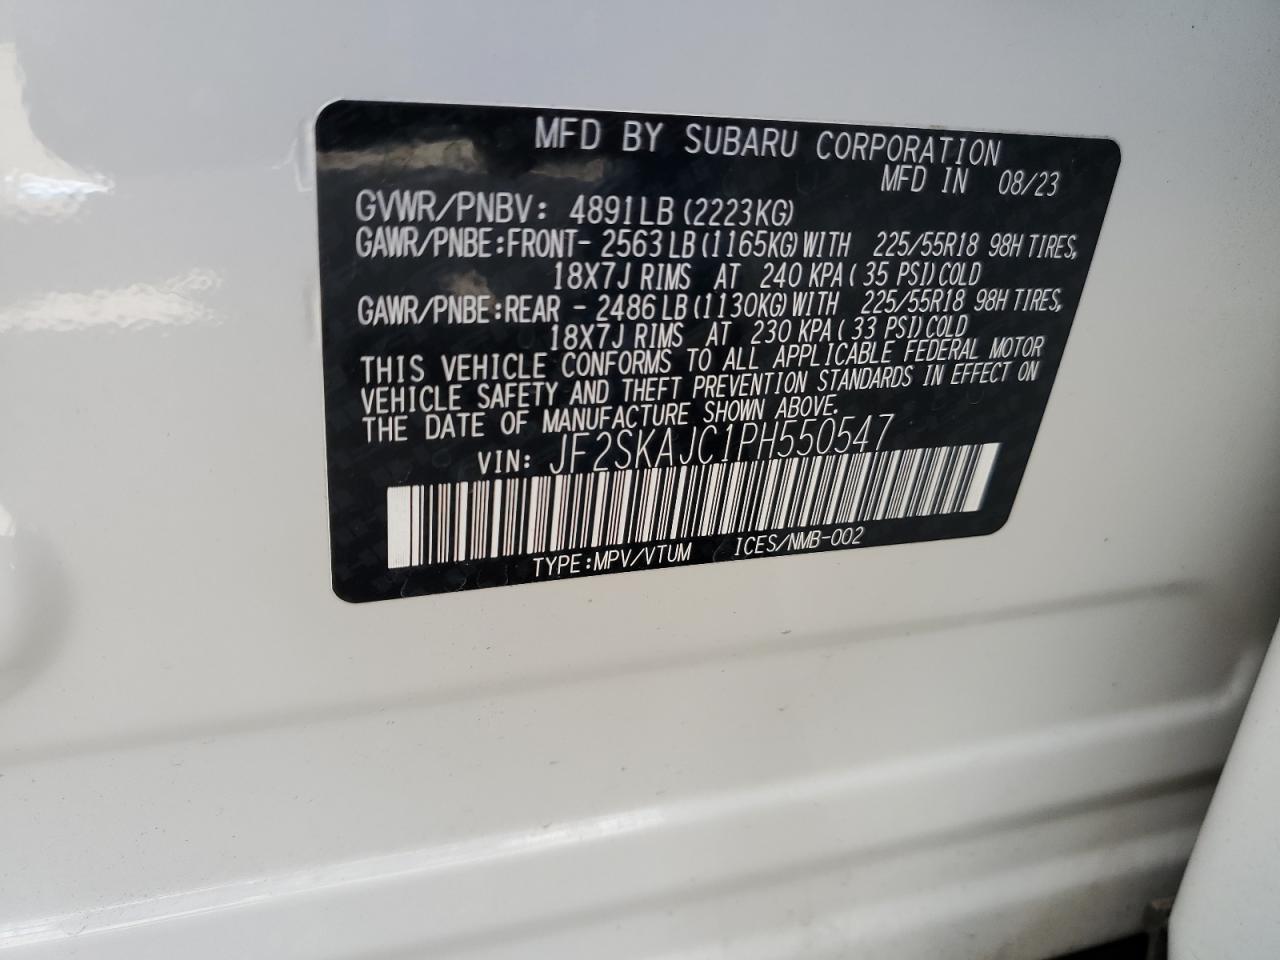 MFD BY SUBARU CORPORATION
MFD IN 08/23
GVWR/PNBV: 4891LB (2223KG)
GAWR/PNBE:FRONT- 2563 LB (1165KG) WITH 225/55R18 98H TIRES,
18X7J RIMS AT 240 KPA ( 35 PSI) COLD
GAWR/PNBE:REAR - 2486 LB (1130KG) WITH 225/55R18 98H TIRES,
18X7J RIMS AT 230 KPA ( 33 PSI) COLD
THIS VEHICLE CONFORMS TO ALL APPLICABLE FEDERAL MOTOR
VEHICLE SAFETY AND THEFT PREVENTION STANDARDS IN EFFECT ON
THE DATE OF MANUFACTURE SHOWN ABOVE.
VIN: JF2SKAJC1PH550547
TYPE:MPV/VTUM ICES/NMB-002